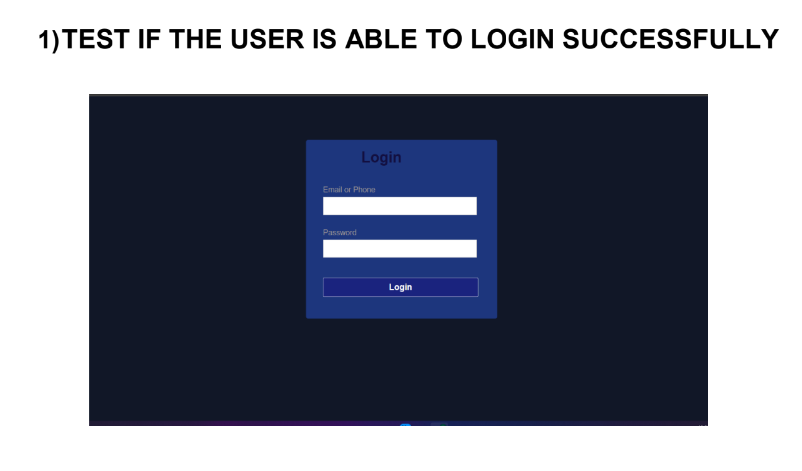 1)TEST IF THE USER IS ABLE TO LOGIN SUCCESSFULLY
Login
Email or Phone
Password
Login